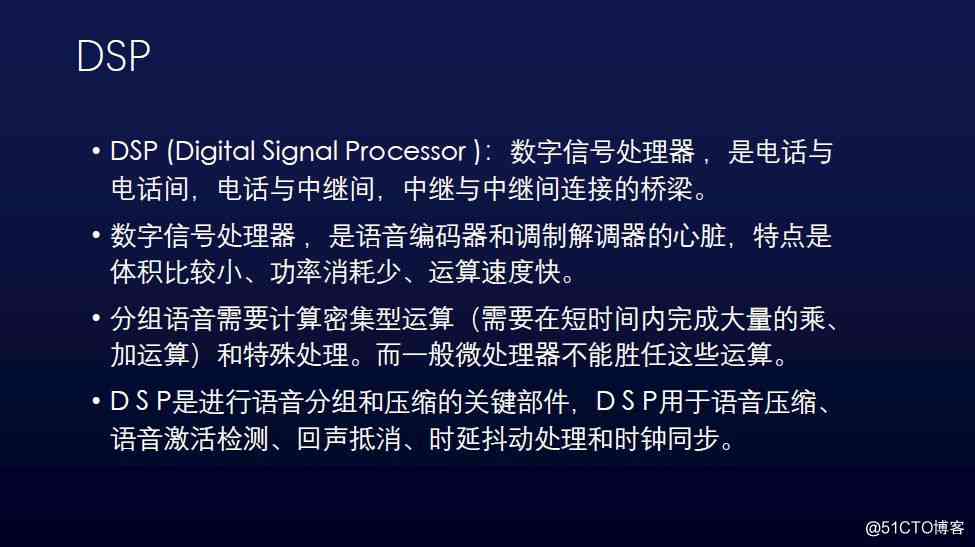 DSP
• DSP (Digital Signal Processor )：数字信号处理器 ，是电话与
电话间，电话与中继间，中继与中继间连接的桥梁。
• 数字信号处理器 ，是语音编码器和调制解调器的心脏，特点是
体积比较小、功率消耗少、运算速度快。
• 分组语音需要计算密集型运算（需要在短时间内完成大量的乘、
加运算）和特殊处理。而一般微处理器不能胜任这些运算。
• D S P是进行语音分组和压缩的关键部件，D S P用于语音压缩、
语音激活检测、回声抵消、时延抖动处理和时钟同步。
@51CTO博客